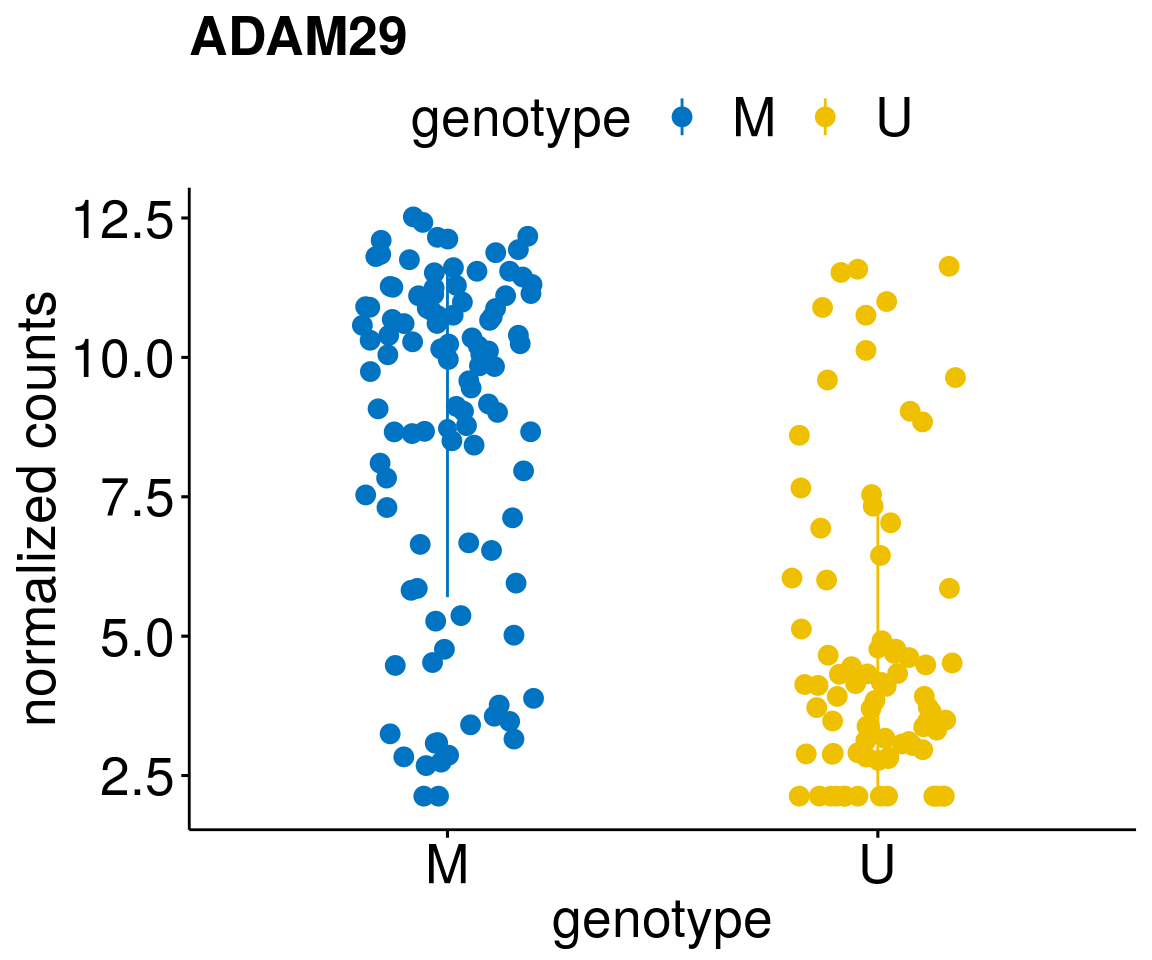 ADAM29
genotype M U
normalized counts
12.5
10.0
7.5
5.0
2.5
M U
genotype